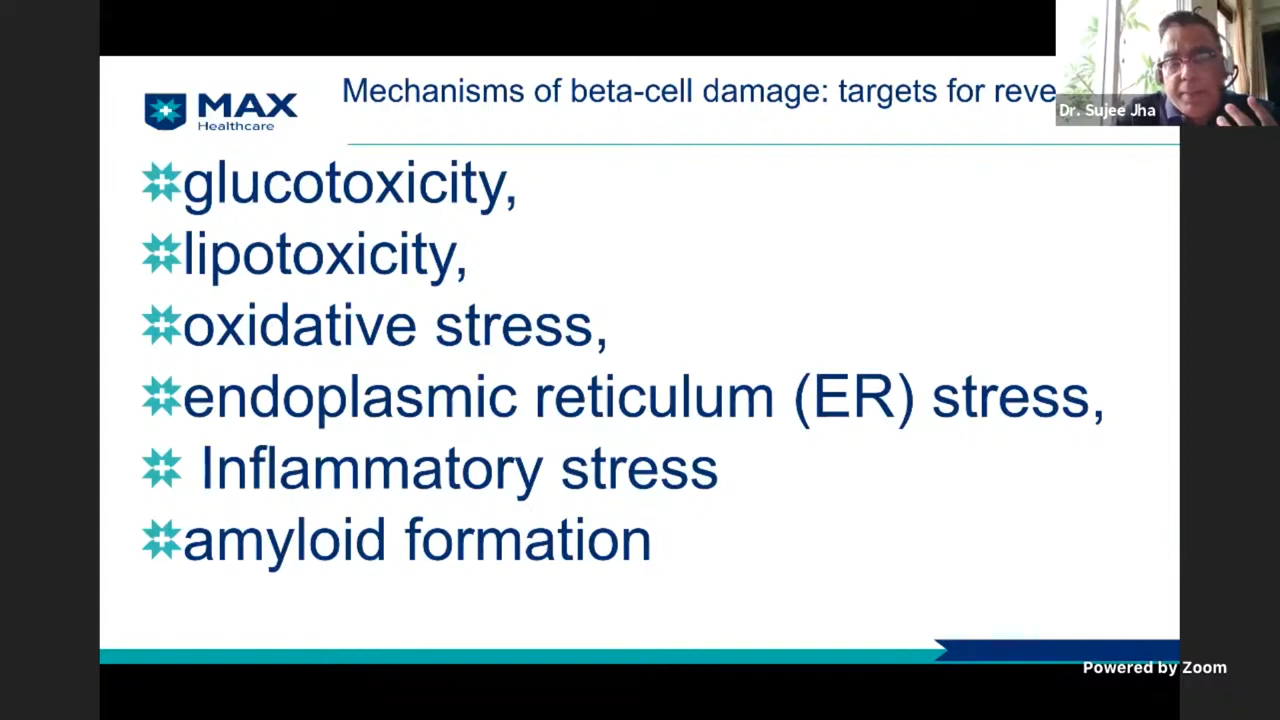 MAX
Healthcare
Mechanisms of beta-cell damage: targets for reve
Dr. Sujee Jha
glucotoxicity,
lipotoxicity,
oxidative stress,
endoplasmic reticulum (ER) stress,
Inflammatory stress
amyloid formation
Powered by Zoom